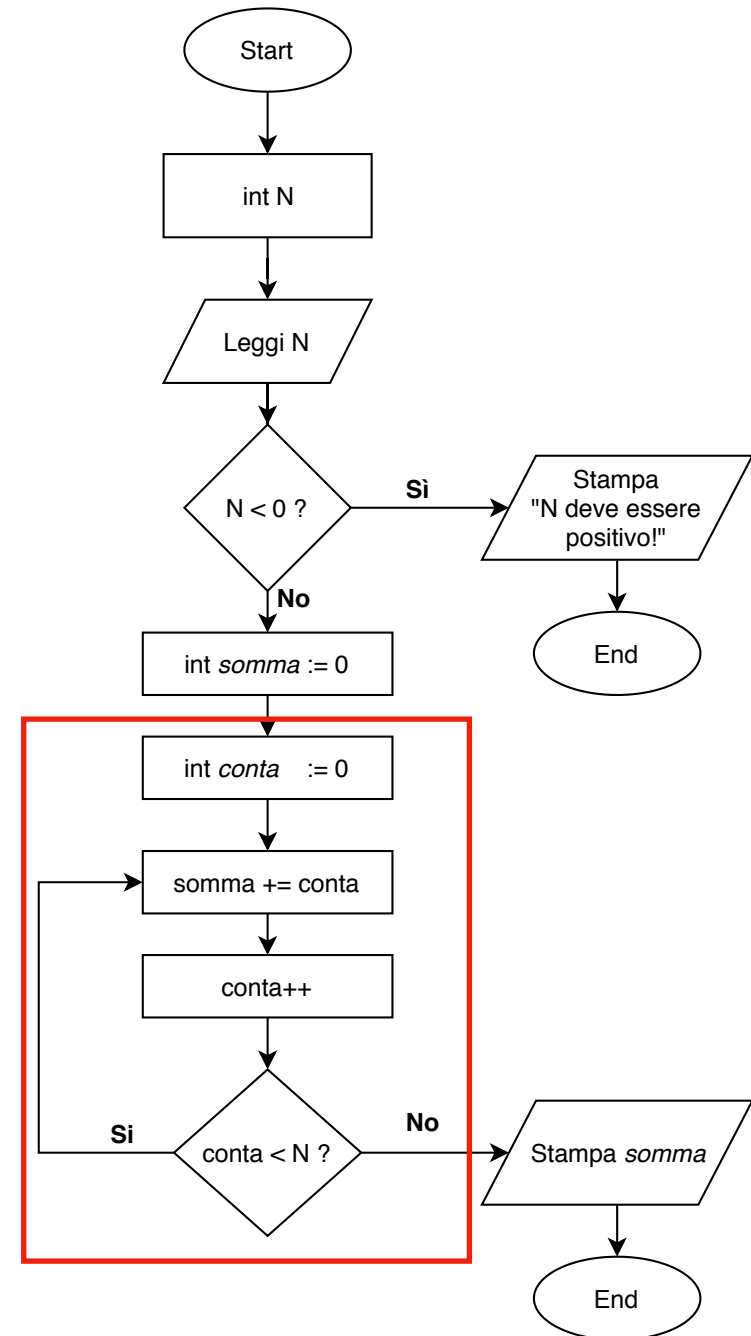 Start
int N
Leggi N
N < 0 ?
Sì
Stampa
"N deve essere
positivo!"
End
No
int somma := 0
int conta := 0
somma += conta
conta++
conta < N ?
Si
No
Stampa somma
End